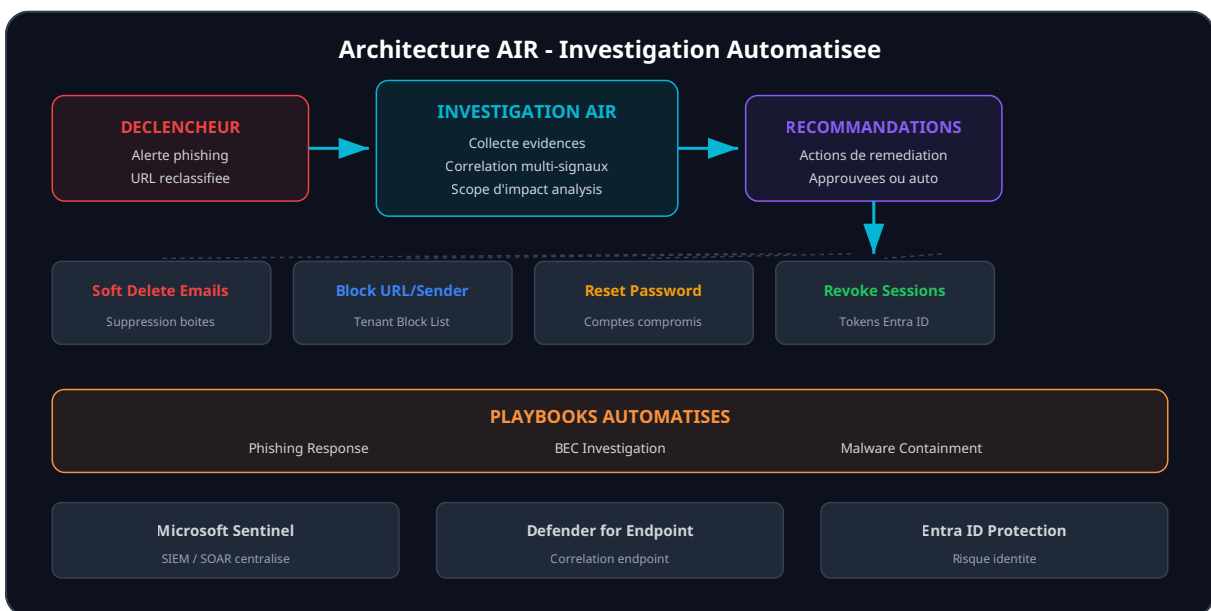 Architecture AIR - Investigation Automatisee
DECLENCHEUR
Alerte phishing
URL reclassifiee
INVESTIGATION AIR
Collecte evidences
Correlation multi-signaux
Scope d'impact analysis
RECOMMANDATIONS
Actions de remediation
Approuvees ou auto
Soft Delete Emails
Suppression boites
Block URL/Sender
Tenant Block List
Reset Password
Comptes compromis
Revoke Sessions
Tokens Entra ID
PLAYBOOKS AUTOMATISES
Phishing Response
BEC Investigation
Malware Containment
Microsoft Sentinel
SIEM / SOAR centralise
Defender for Endpoint
Correlation endpoint
Entra ID Protection
Risque identite